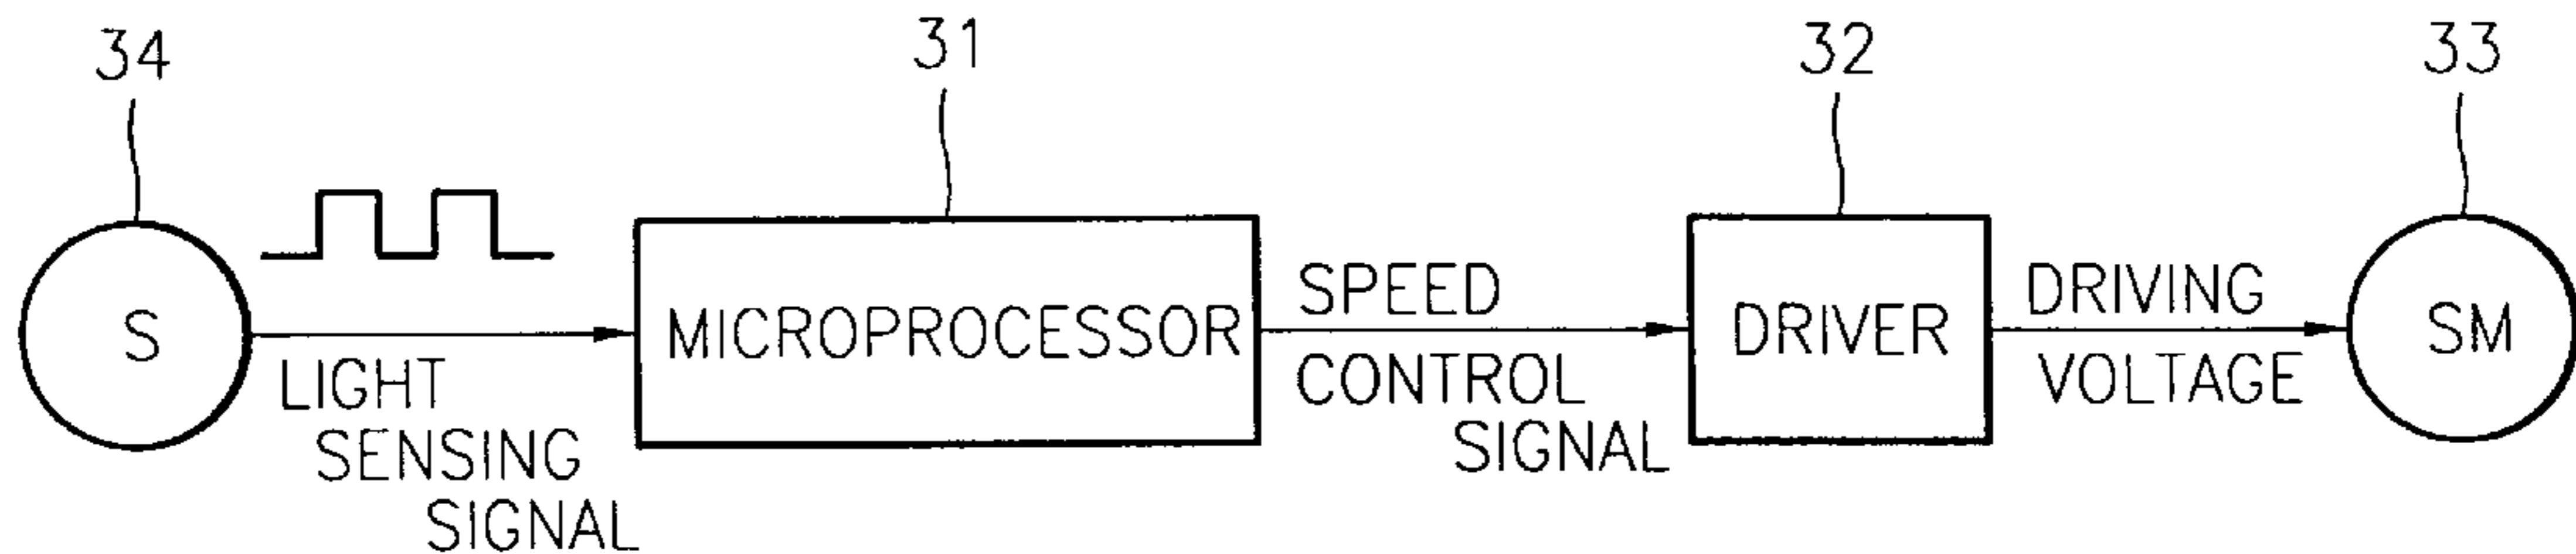 34
31
32
33
S
LIGHT
SENSING
SIGNAL
MICROPROCESSOR
SPEED
CONTROL
SIGNAL
DRIVER
DRIVING
VOLTAGE
SM